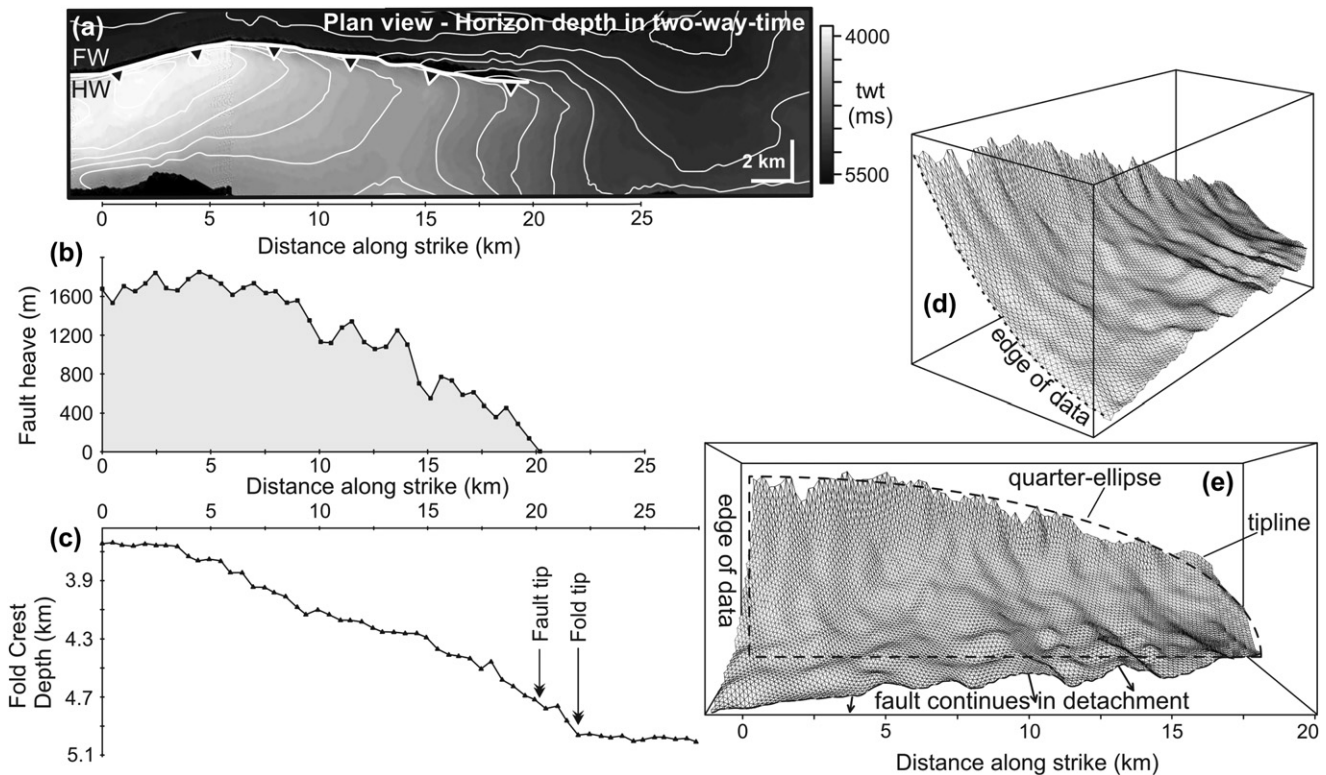 (a)
Plan view - Horizon depth in two-way-time
FW
HW
2 km
4000
twt
(ms)
5500
0 5 10 15 20 25
Distance along strike (km)
(b)
Fault heave (m)
1600
1200
800
400
0
0 5 10 15 20 25
Distance along strike (km)
(c)
0 5 10 15 20 25
Fold Crest
Depth (km)
3.9
4.3
4.7
5.1
Fault tip
Fold tip
(d)
edge of data
(e)
edge of data
quarter-ellipse
tipline
fault continues in detachment
0 5 10 15 20
Distance along strike (km)